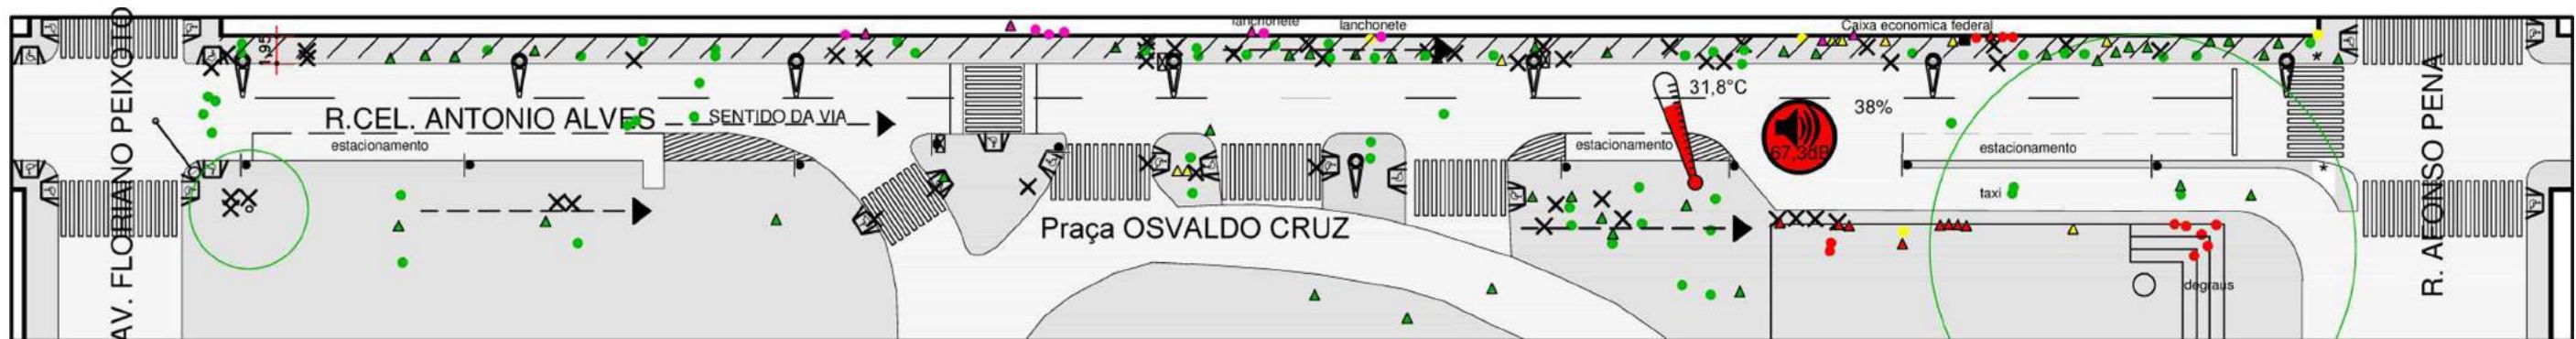 lanchonete
lanchonete
Caixa economica federal
1,95
31,8°C
38%
67,3dB
AV. FLORIANO PEIXOTO
R.CEL. ANTONIO ALVES
SENTIDO DA VIA
estacionamento
estacionamento
estacionamento
taxi
Praça OSVALDO CRUZ
degraus
R. AFONSO PENA